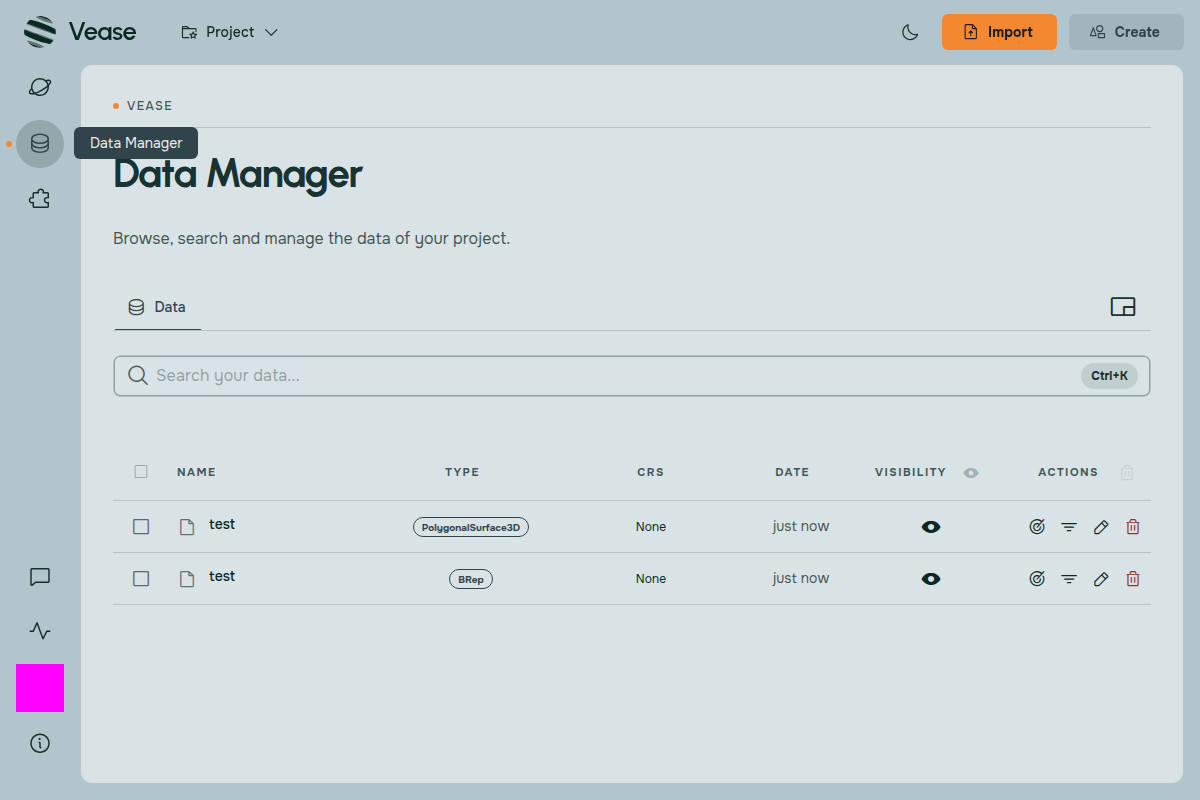 Vease
Project
Import
Create
VEASE
Data Manager
Data Manager
Browse, search and manage the data of your project.
Data
Search your data...
Ctrl+K
NAME TYPE CRS DATE VISIBILITY ACTIONS
test PolygonalSurface3D None just now
test BRep None just now